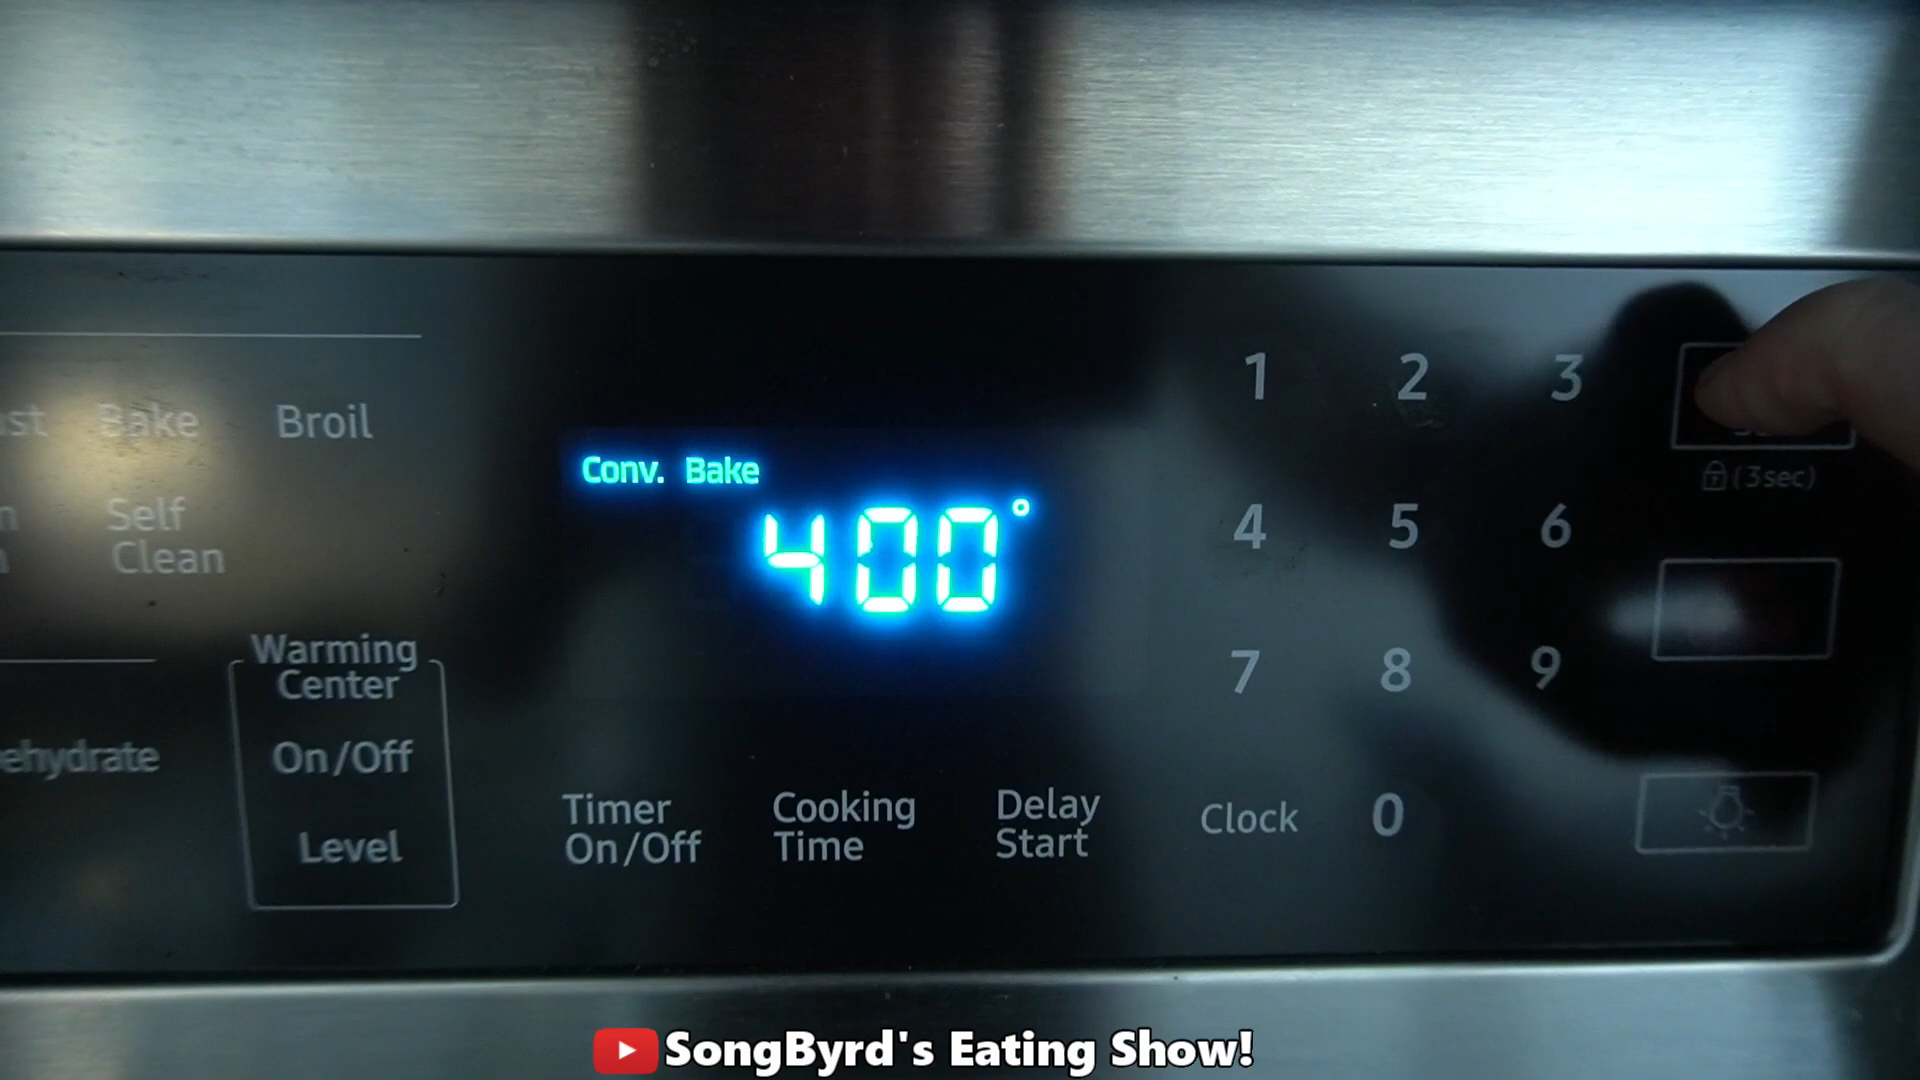 Bake Broil
Self
Clean
Warming
Center
On/Off
Level
Conv. Bake
400°
Timer
On/Off
Cooking
Time
Delay
Start
Clock
1 2 3
(3sec)
4 5 6
7 8 9
0
SongByrd's Eating Show!